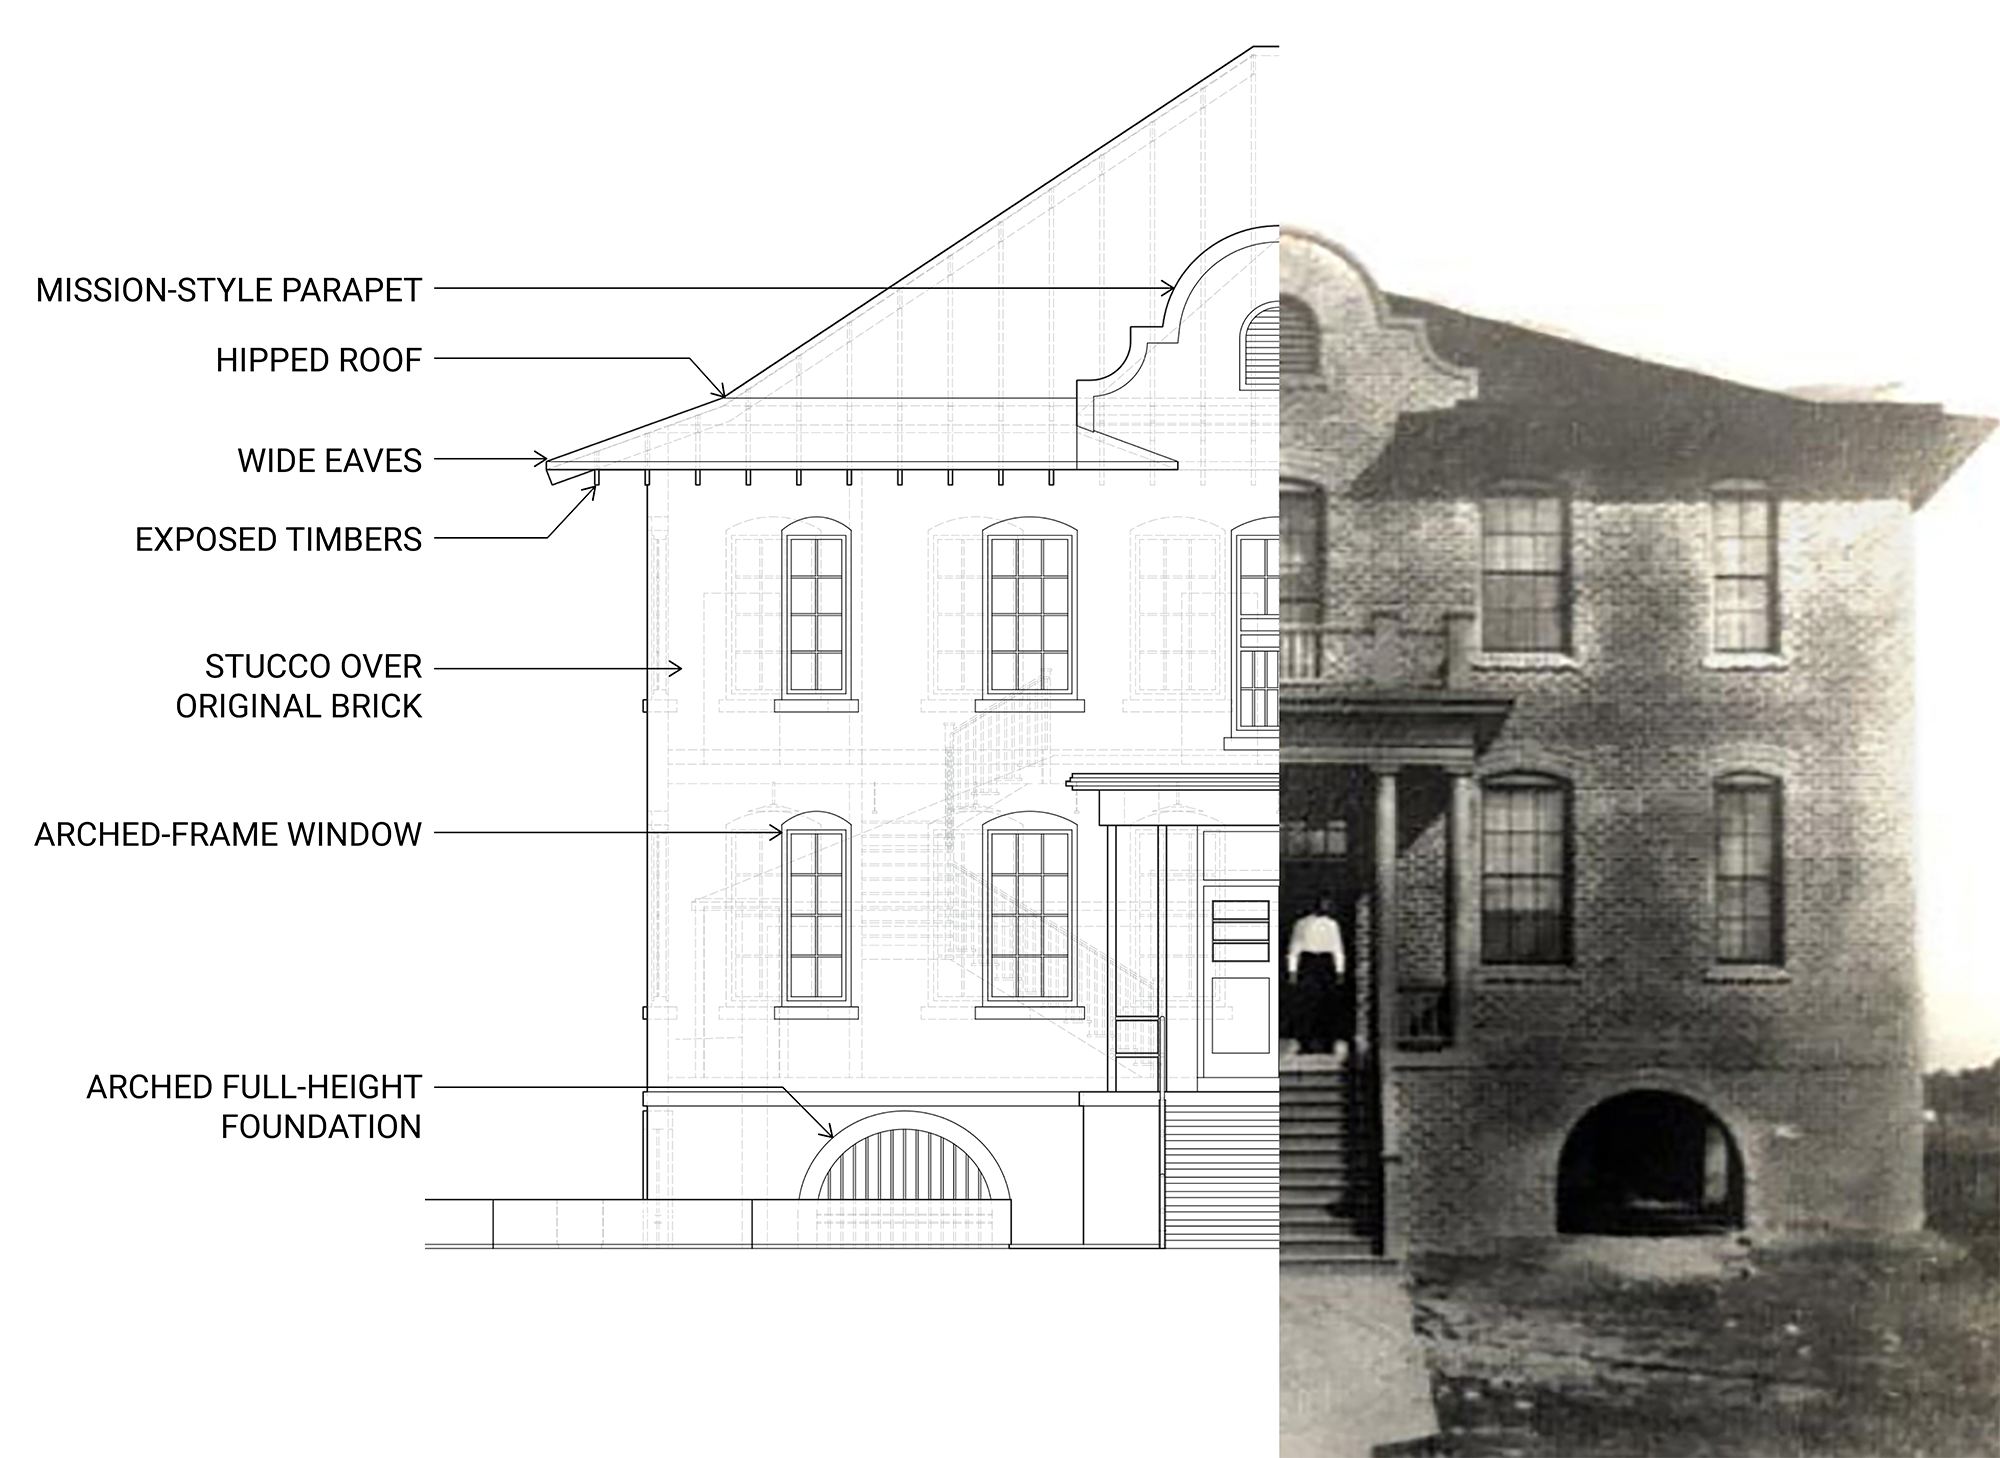 MISSION-STYLE PARAPET
HIPPED ROOF
WIDE EAVES
EXPOSED TIMBERS
STUCCO OVER
ORIGINAL BRICK
ARCHED-FRAME WINDOW
ARCHED FULL-HEIGHT
FOUNDATION